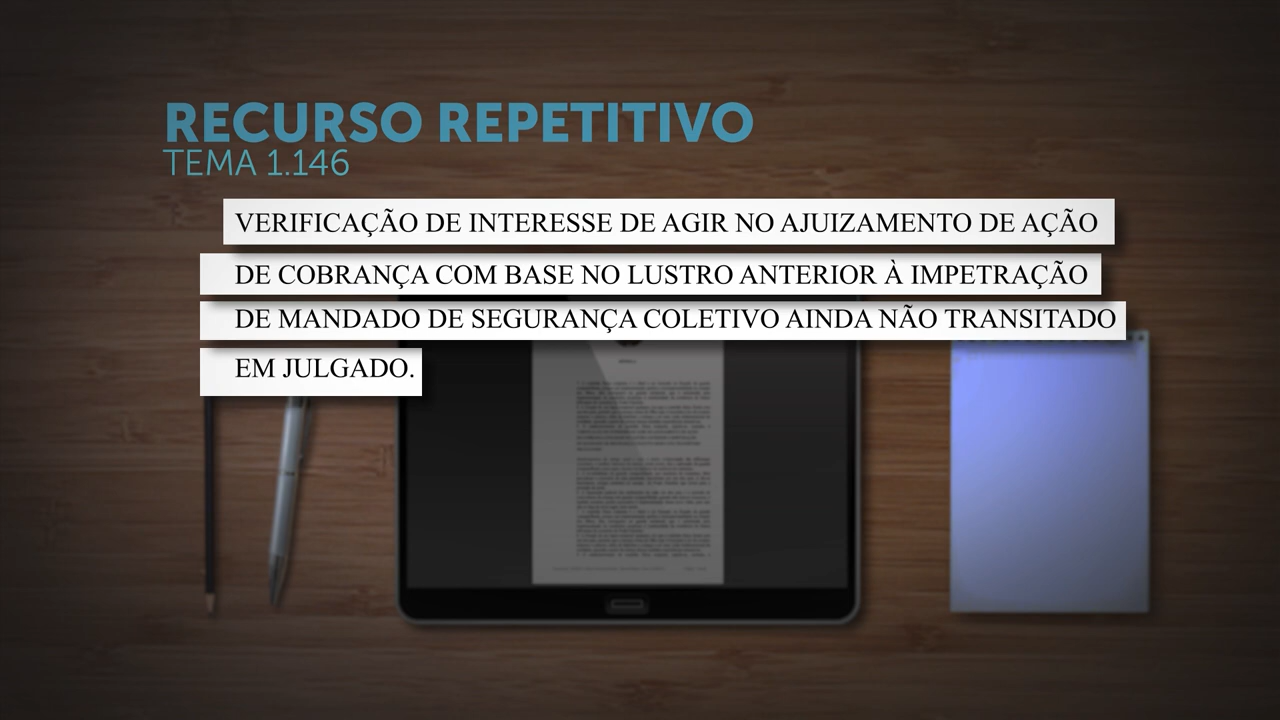 RECURSO REPETITIVO
TEMA 1.146
VERIFICAÇÃO DE INTERESSE DE AGIR NO AJUIZAMENTO DE AÇÃO
DE COBRANÇA COM BASE NO LUSTRO ANTERIOR À IMPETRAÇÃO
DE MANDADO DE SEGURANÇA COLETIVO AINDA NÃO TRANSITADO
EM JULGADO.